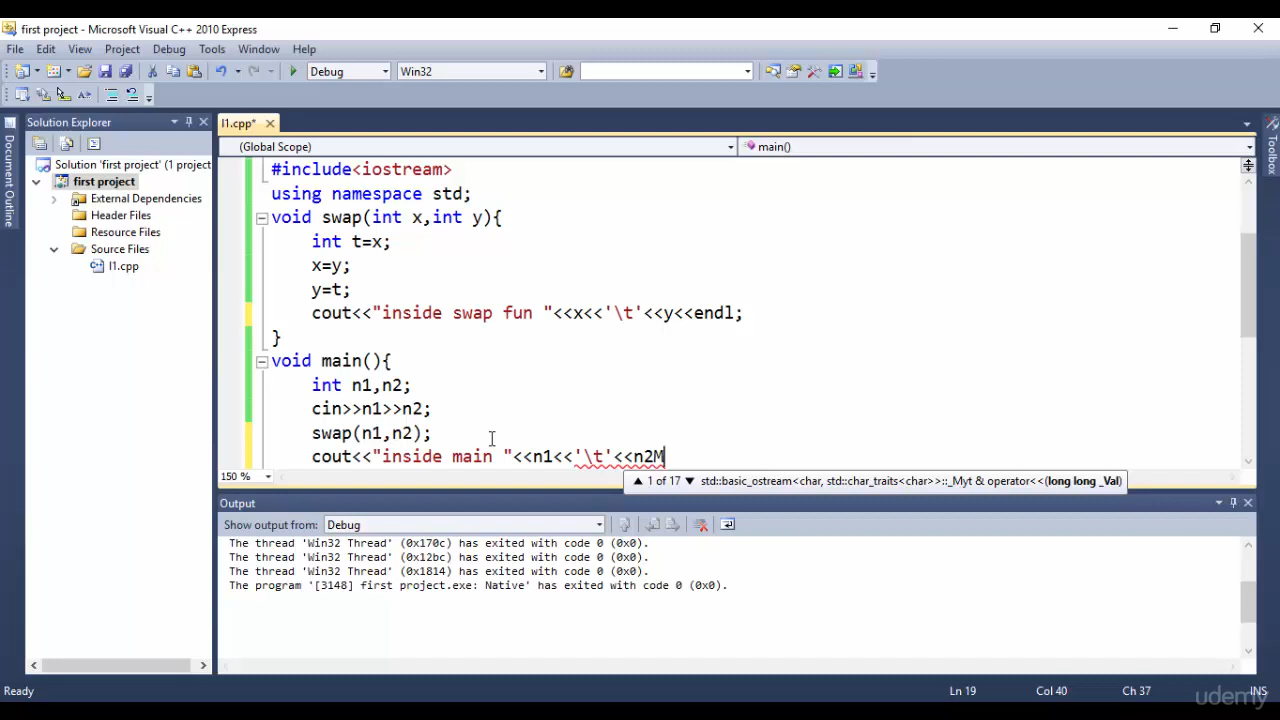 first project - Microsoft Visual C++ 2010 Express
File Edit View Project Debug Tools Window Help
Debug Win32
Solution Explorer
l1.cpp*
Document Outline
Toolbox
(Global Scope) main()
Solution 'first project' (1 project
first project
External Dependencies
Header Files
Resource Files
Source Files
l1.cpp
#include<iostream>
using namespace std;
void swap(int x,int y){
int t=x;
x=y;
y=t;
cout<<"inside swap fun "<<x<<'\t'<<y<<endl;
}
void main(){
int n1,n2;
cin>>n1>>n2;
swap(n1,n2);
cout<<"inside main "<<n1<<'\t'<<n2M
150 %
1 of 17 std::basic_ostream<char, std::char_traits<char>>::_Myt & operator<<(long long _Val)
Output
Show output from: Debug
The thread 'Win32 Thread' (0x170c) has exited with code 0 (0x0).
The thread 'Win32 Thread' (0x12bc) has exited with code 0 (0x0).
The thread 'Win32 Thread' (0x1814) has exited with code 0 (0x0).
The program '[3148] first project.exe: Native' has exited with code 0 (0x0).
Ready Ln 19 Col 40 Ch 37 INS
udemy